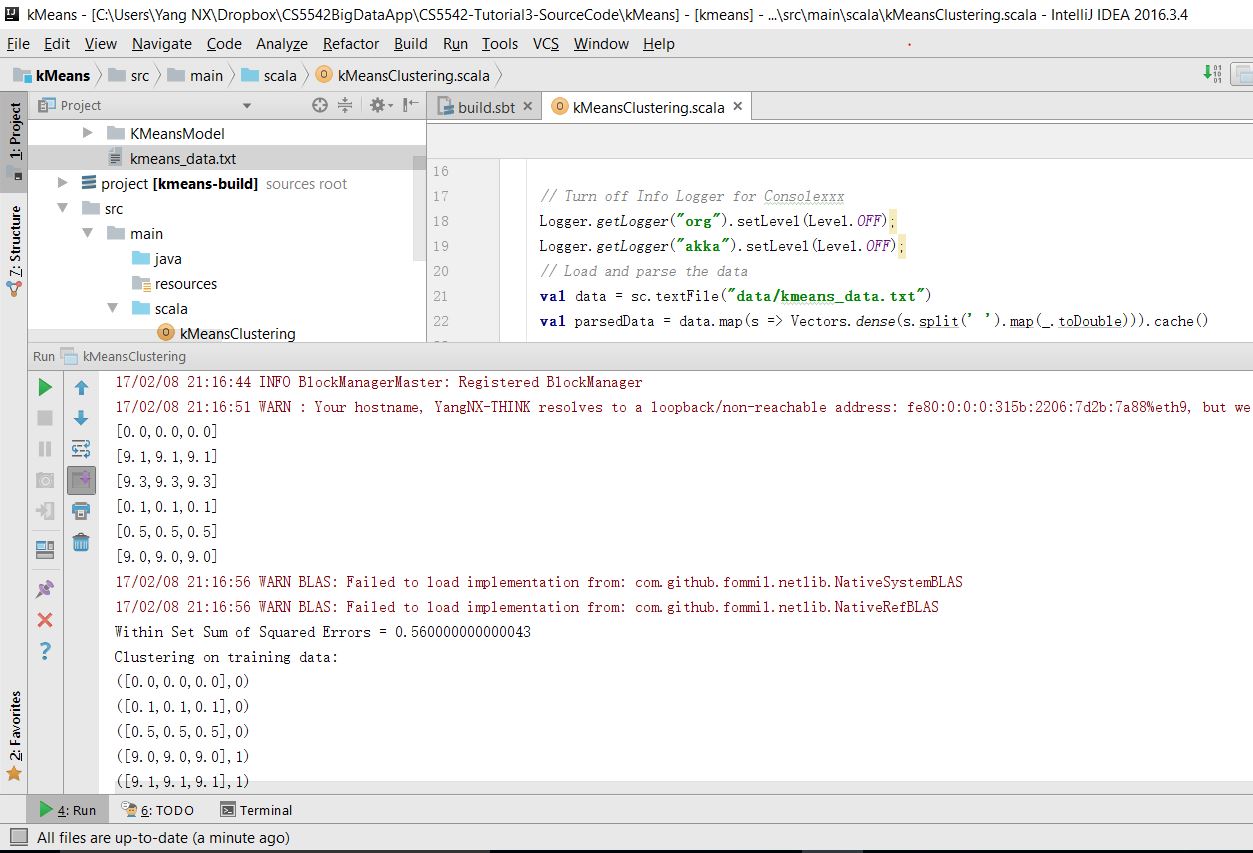 kMeans - [C:\Users\Yang NX\Dropbox\CS5542BigDataApp\CS5542-Tutorial3-SourceCode\kMeans] - [kmeans] - ...\src\main\scala\kMeansClustering.scala - IntelliJ IDEA 2016.3.4
File Edit View Navigate Code Analyze Refactor Build Run Tools VCS Window Help
kMeans src main scala kMeansClustering.scala
1: Project
7: Structure
2: Favorites
Project
KMeansModel
kmeans_data.txt
project [kmeans-build] sources root
src
main
java
resources
scala
kMeansClustering
build.sbt kMeansClustering.scala
16
17 // Turn off Info Logger for Consolexxx
18 Logger.getLogger("org").setLevel(Level.OFF);
19 Logger.getLogger("akka").setLevel(Level.OFF);
20 // Load and parse the data
21 val data = sc.textFile("data/kmeans_data.txt")
22 val parsedData = data.map(s => Vectors.dense(s.split(' ').map(_.toDouble))).cache()
Run kMeansClustering
17/02/08 21:16:44 INFO BlockManagerMaster: Registered BlockManager
17/02/08 21:16:51 WARN : Your hostname, YangNX-THINK resolves to a loopback/non-reachable address: fe80:0:0:0:315b:2206:7d2b:7a88%eth9, but we
[0.0,0.0,0.0]
[9.1,9.1,9.1]
[9.3,9.3,9.3]
[0.1,0.1,0.1]
[0.5,0.5,0.5]
[9.0,9.0,9.0]
17/02/08 21:16:56 WARN BLAS: Failed to load implementation from: com.github.fommil.netlib.NativeSystemBLAS
17/02/08 21:16:56 WARN BLAS: Failed to load implementation from: com.github.fommil.netlib.NativeRefBLAS
Within Set Sum of Squared Errors = 0.560000000000043
Clustering on training data:
([0.0,0.0,0.0],0)
([0.1,0.1,0.1],0)
([0.5,0.5,0.5],0)
([9.0,9.0,9.0],1)
([9.1,9.1,9.1],1)
4: Run 6: TODO Terminal
All files are up-to-date (a minute ago)